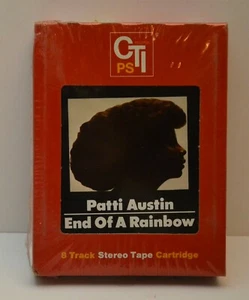 CTI
PS
Patti Austin
End Of A Rainbow
8 Track Stereo Tape Cartridge